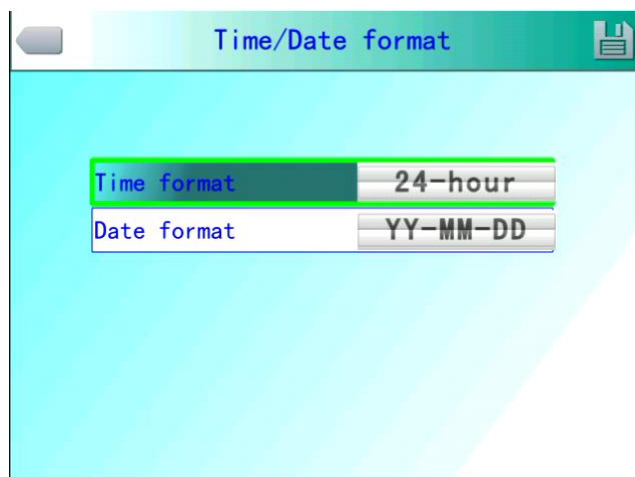 Time/Date format
Time format 24-hour
Date format YY-MM-DD